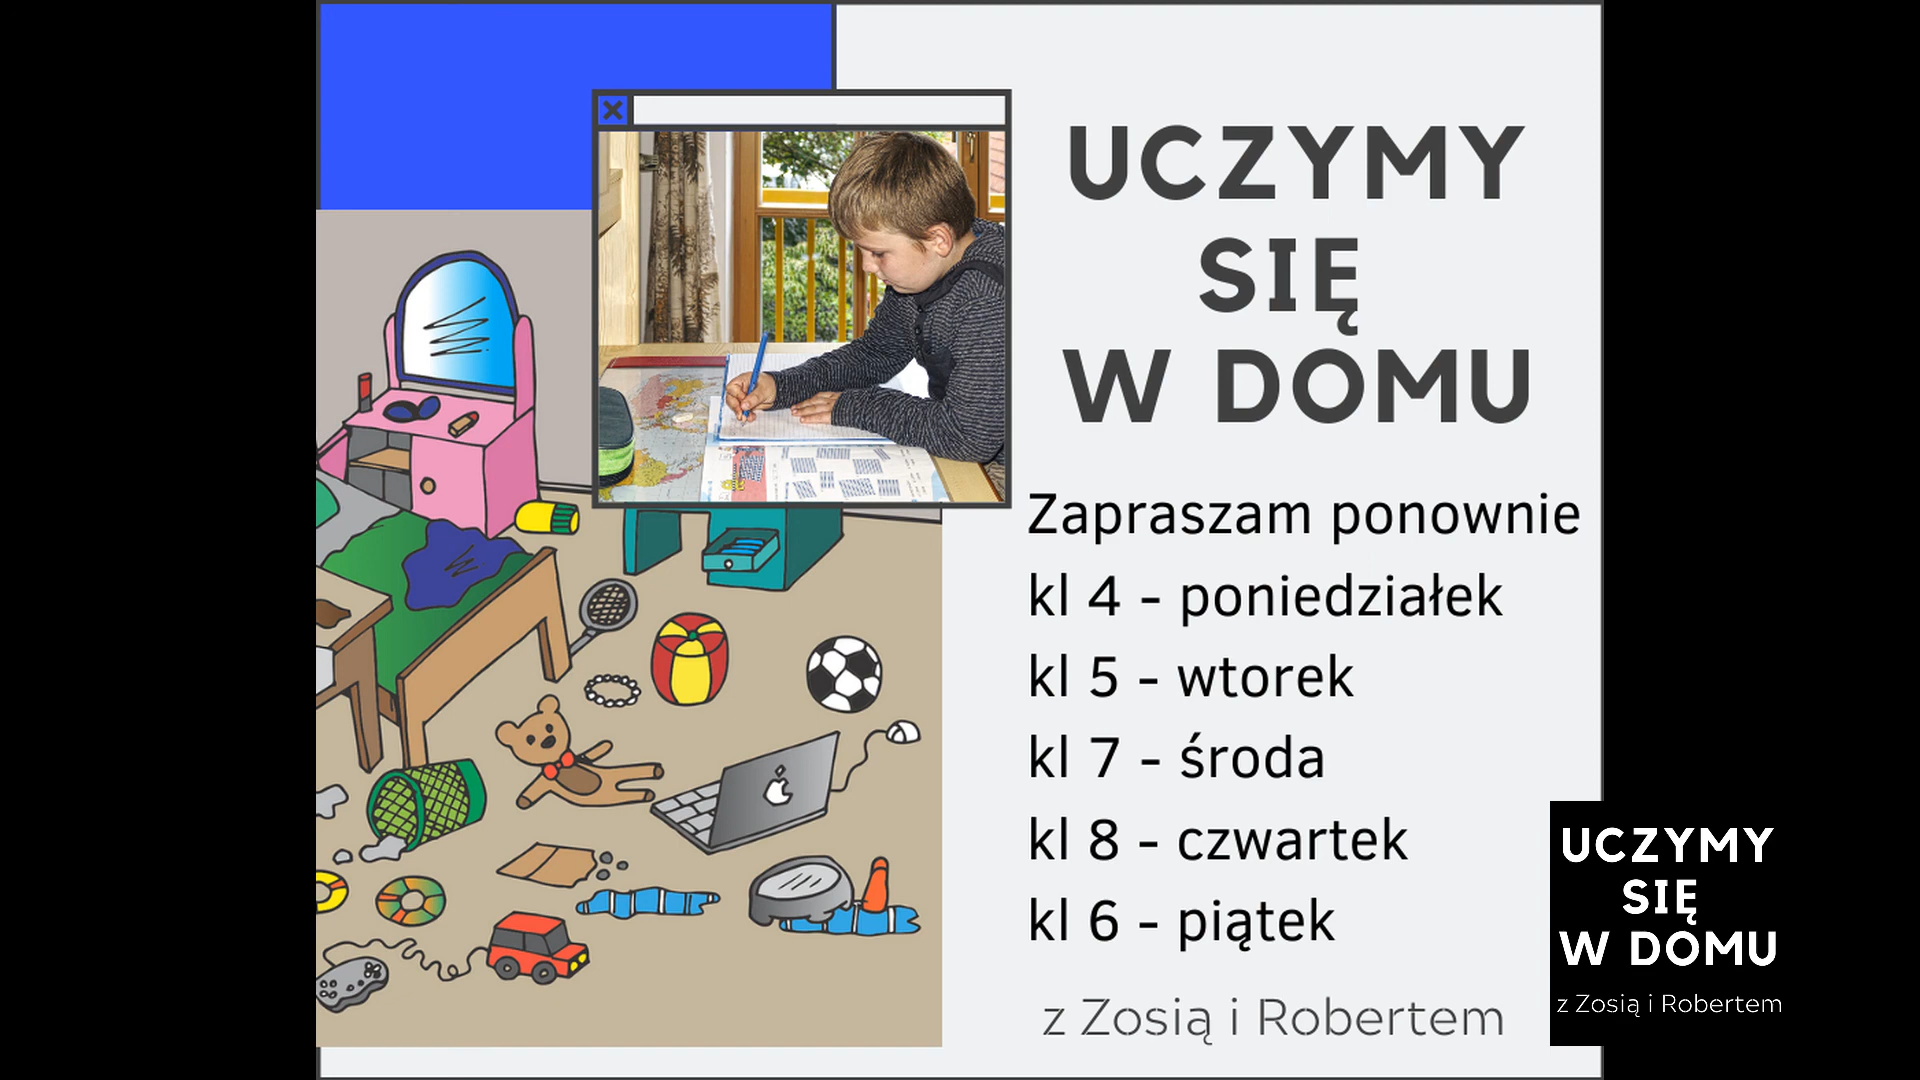 UCZYMY
SIĘ
W DOMU
Zapraszam ponownie
kl 4 - poniedziałek
kl 5 - wtorek
kl 7 - środa
kl 8 - czwartek
kl 6 - piątek
z Zosią i Robertem
UCZYMY
SIĘ
W DOMU
z Zosią i Robertem